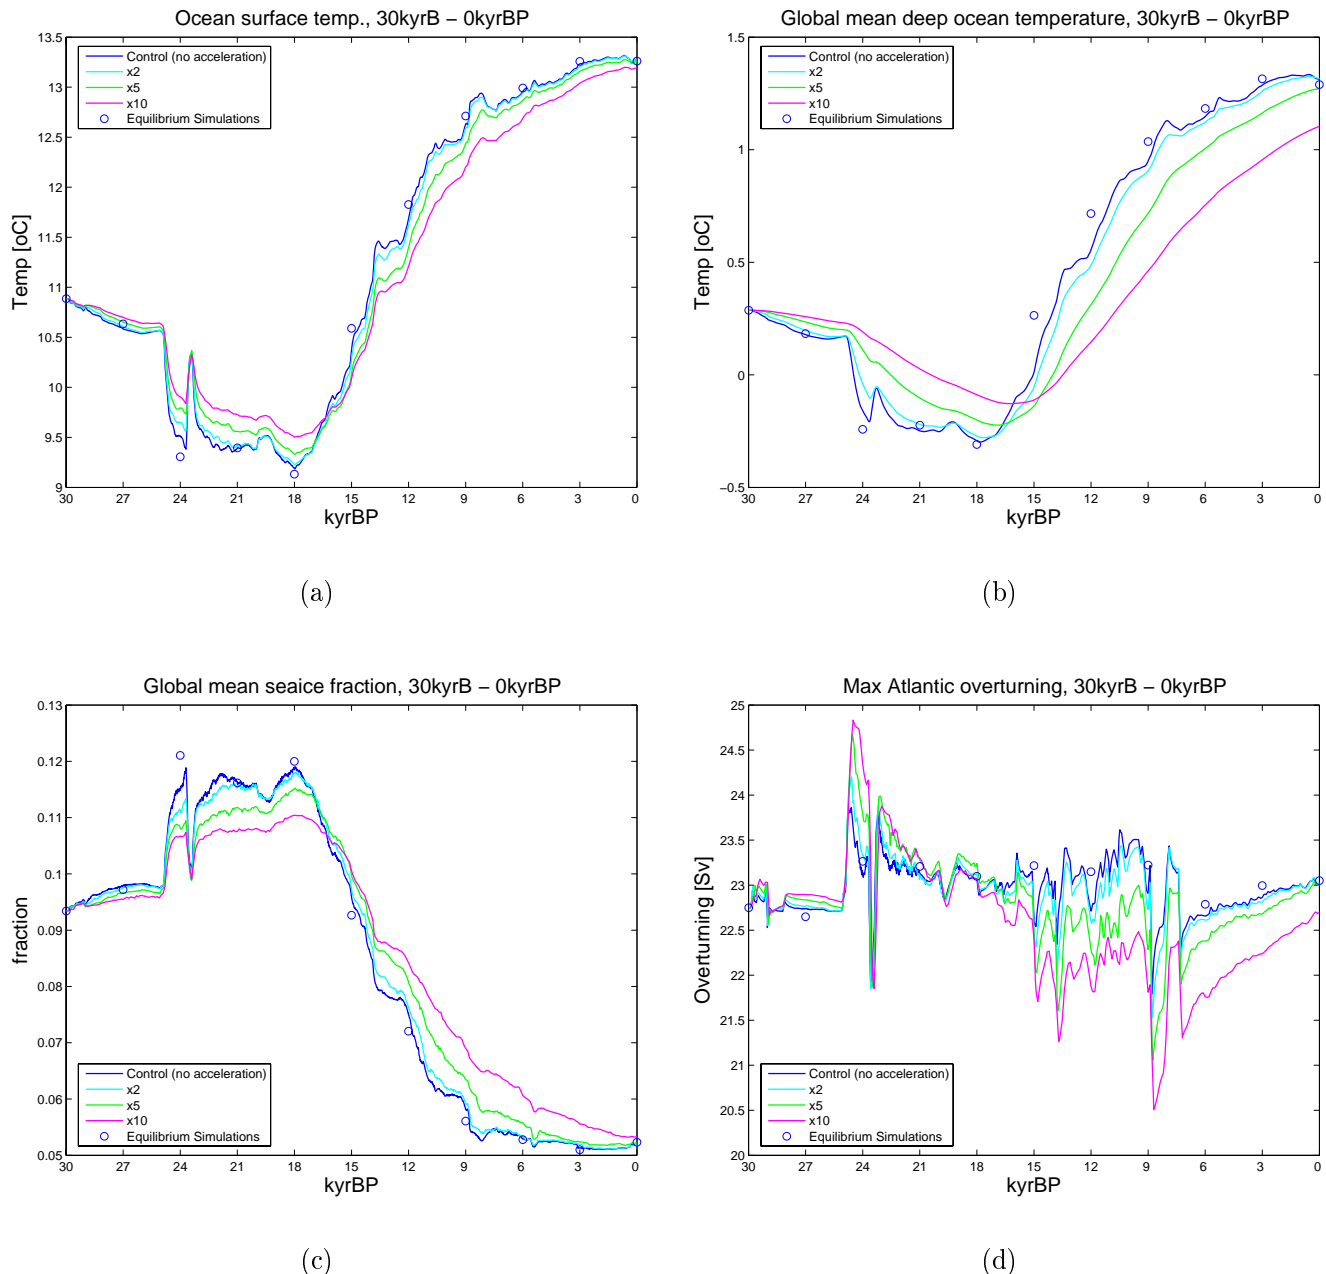 Ocean surface temp., 30kyrB − 0kyrBP
13.5
13
12.5
12
11.5
11
10.5
10
9.5
9
Temp [oC]
Control (no acceleration)
x2
x5
x10
Equilibrium Simulations
30 27 24 21 18 15 12 9 6 3 0
kyrBP
(a)
Global mean deep ocean temperature, 30kyrB − 0kyrBP
1.5
1
0.5
0
−0.5
Temp [oC]
Control (no acceleration)
x2
x5
x10
Equilibrium Simulations
30 27 24 21 18 15 12 9 6 3 0
kyrBP
(b)
Global mean seaice fraction, 30kyrB − 0kyrBP
0.13
0.12
0.11
0.1
0.09
0.08
0.07
0.06
0.05
fraction
Control (no acceleration)
x2
x5
x10
Equilibrium Simulations
30 27 24 21 18 15 12 9 6 3 0
kyrBP
(c)
Max Atlantic overturning, 30kyrB − 0kyrBP
25
24.5
24
23.5
23
22.5
22
21.5
21
20.5
20
Overturning [Sv]
Control (no acceleration)
x2
x5
x10
Equilibrium Simulations
30 27 24 21 18 15 12 9 6 3 0
kyrBP
(d)